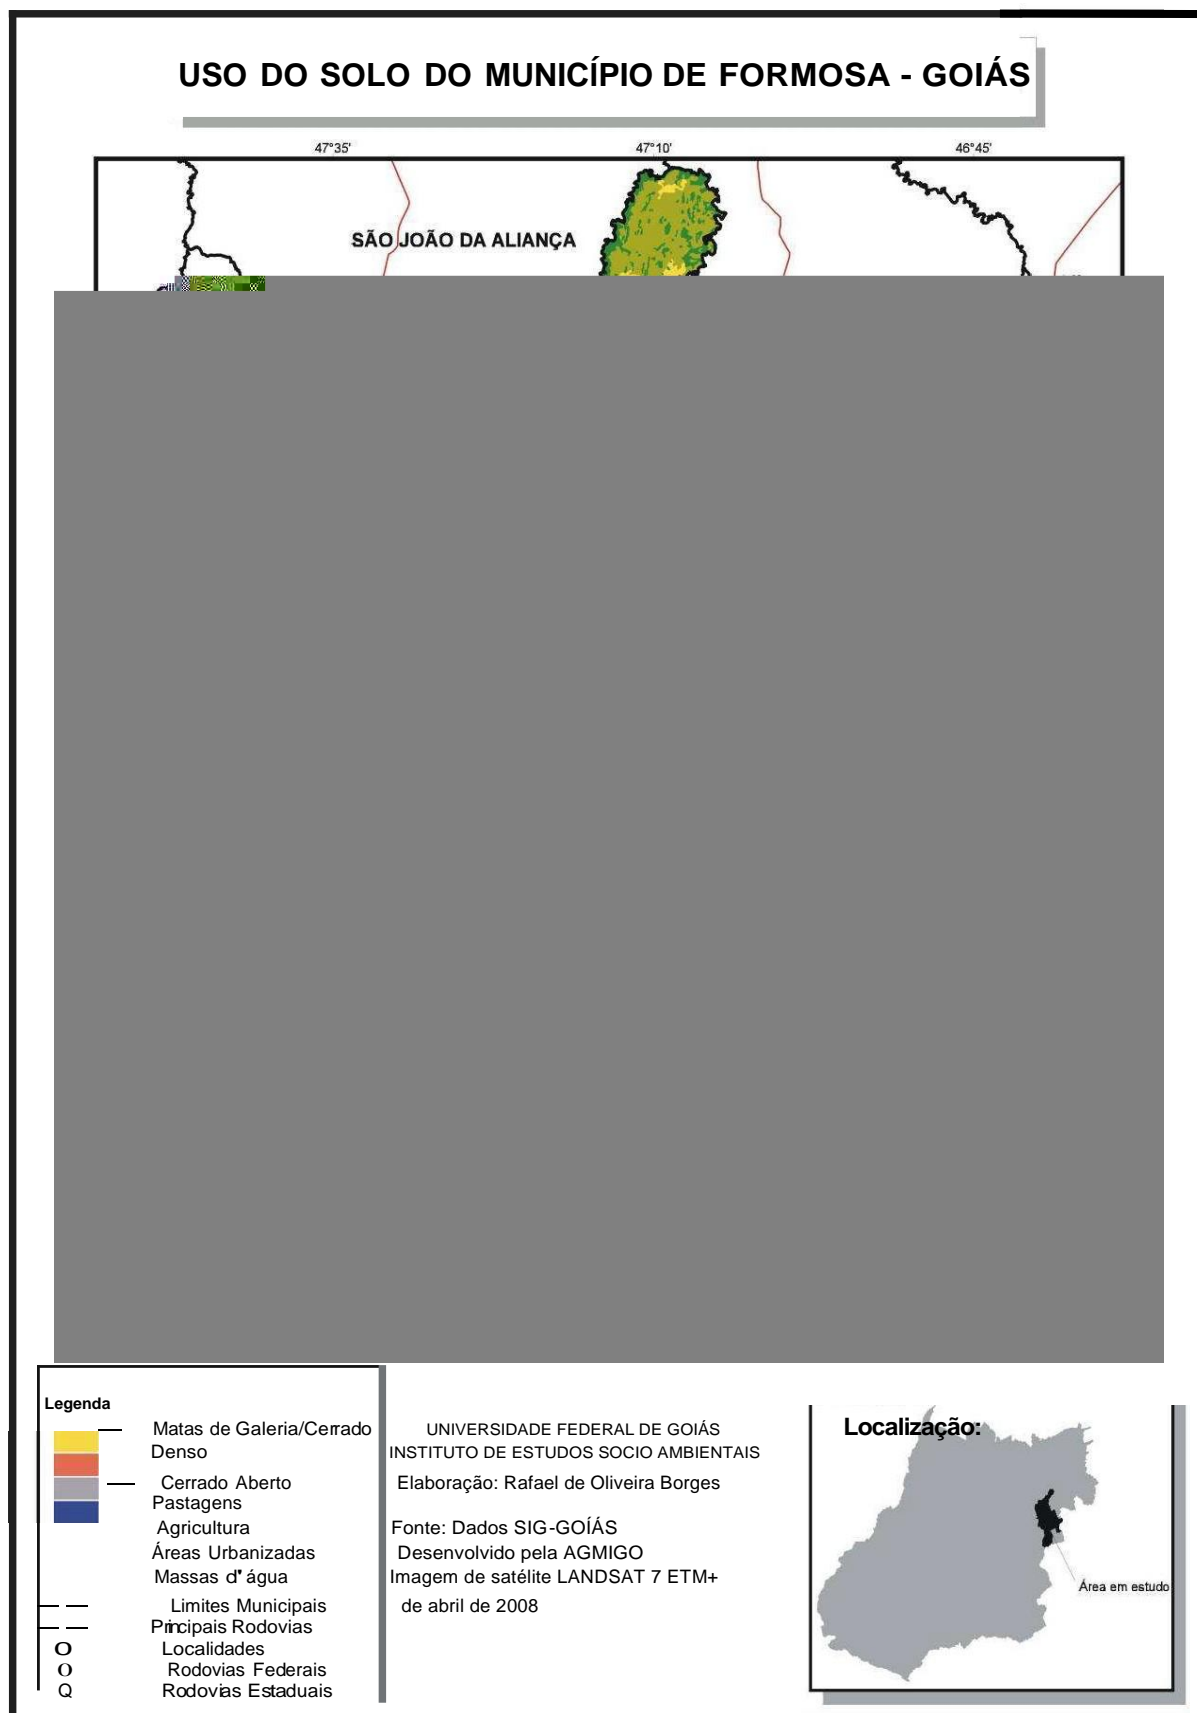 USO DO SOLO DO MUNICÍPIO DE FORMOSA - GOIÁS
47°35' 47°10' 46°45'
SÃO JOÃO DA ALIANÇA
Legenda
Matas de Galeria/Cerrado
Denso
Cerrado Aberto
Pastagens
Agricultura
Áreas Urbanizadas
Massas d'água
Limites Municipais
Principais Rodovias
O Localidades
O Rodovias Federais
Q Rodovias Estaduais
UNIVERSIDADE FEDERAL DE GOIÁS
INSTITUTO DE ESTUDOS SOCIO AMBIENTAIS
Elaboração: Rafael de Oliveira Borges
Fonte: Dados SIG-GOÍÁS
Desenvolvido pela AGMIGO
Imagem de satélite LANDSAT 7 ETM+
de abril de 2008
Localização:
Área em estudo